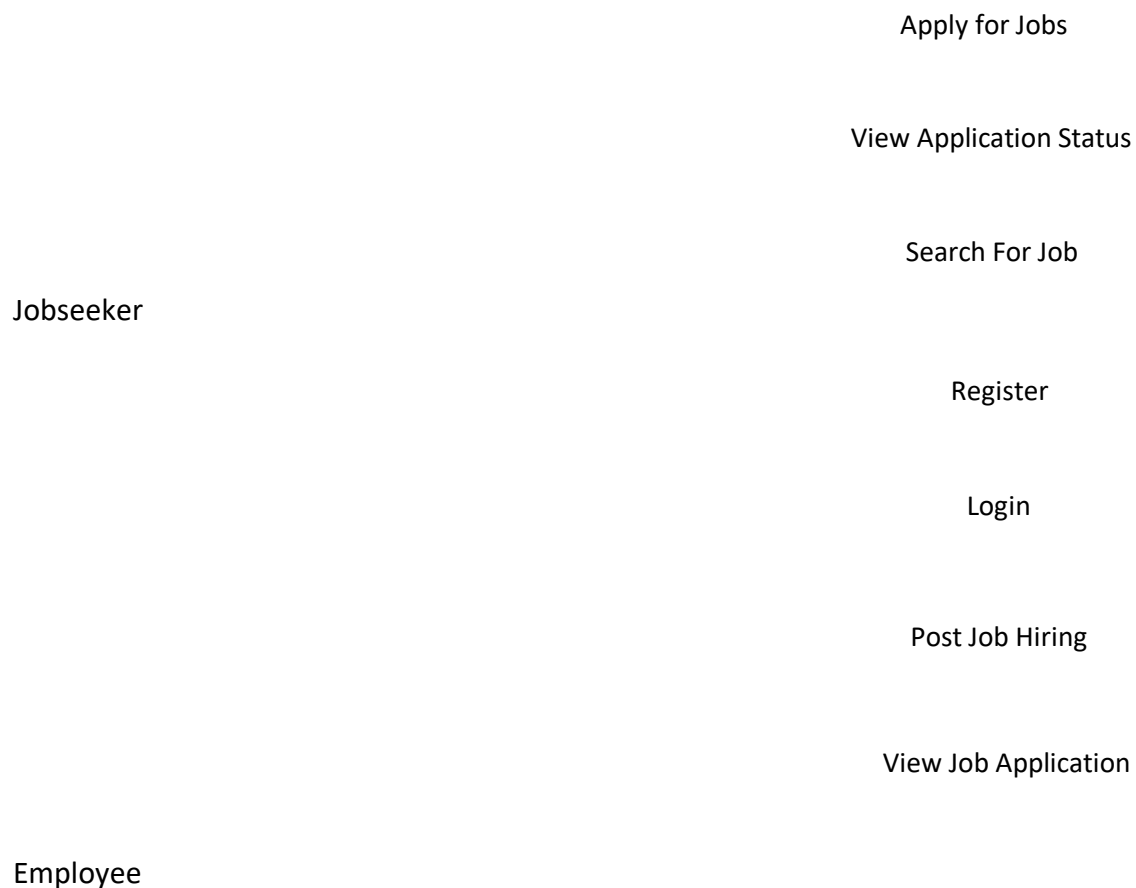 Apply for Jobs
View Application Status
Search For Job
Jobseeker
Register
Login
Post Job Hiring
View Job Application
Employee